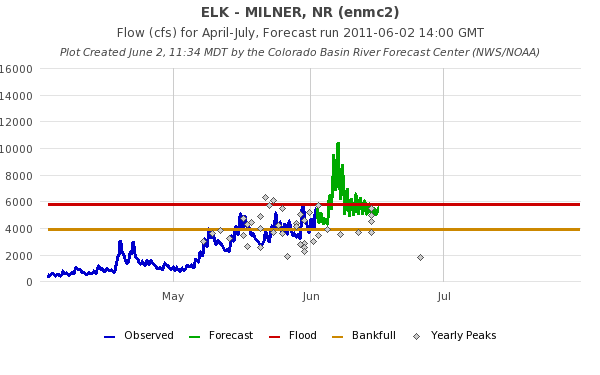 ELK - MILNER, NR (enmc2)
Flow (cfs) for April-July, Forecast run 2011-06-02 14:00 GMT
Plot Created June 2, 11:34 MDT by the Colorado Basin River Forecast Center (NWS/NOAA)
16000
14000
12000
10000
8000
6000
4000
2000
0
May Jun Jul
Observed Forecast Flood Bankfull Yearly Peaks